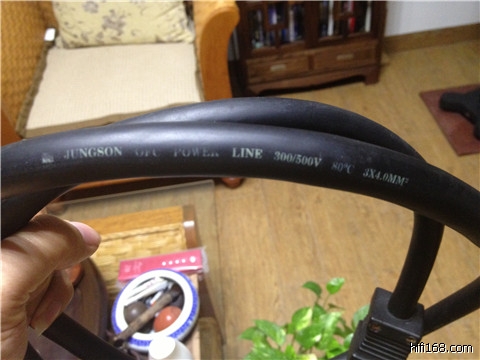 JUNGSON OFC POWER LINE 300/500V 80℃ 3X4.0MM²
hifi168.com